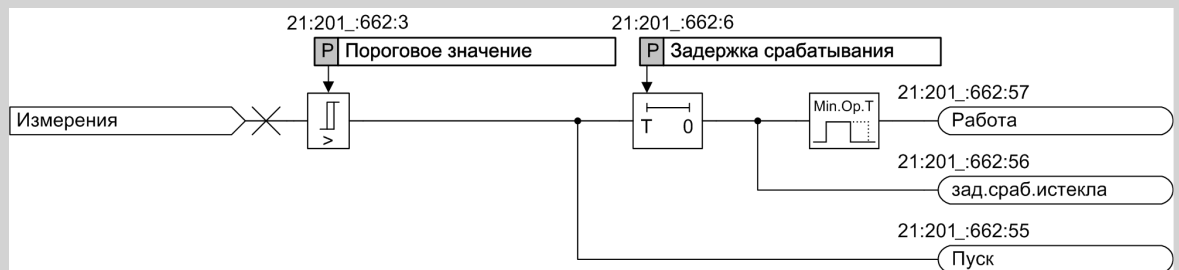 21:201_:662:3
21:201_:662:6
P Пороговое значение
P Задержка срабатывания
21:201_:662:57
Измерения
>
T 0
Min.Op.T
Работа
21:201_:662:56
зад.сраб.истекла
21:201_:662:55
Пуск